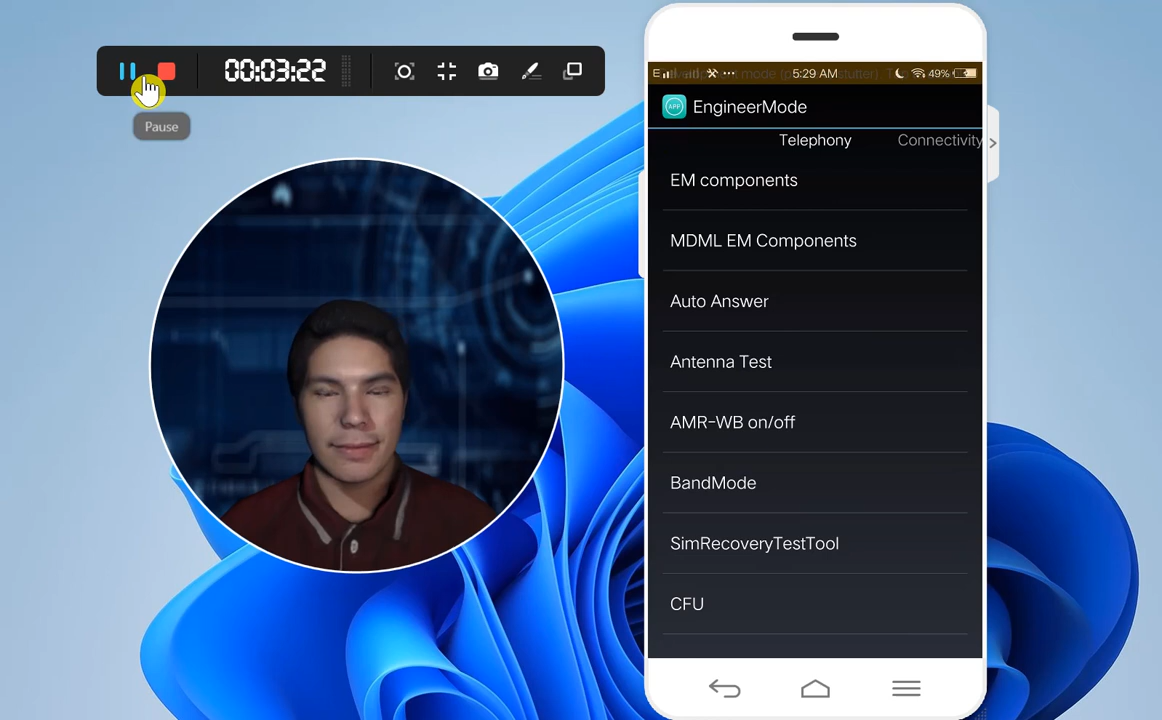 00:03:22
Pause
E 5:29 AM 49%
APP EngineerMode
Telephony Connectivity
EM components
MDML EM Components
Auto Answer
Antenna Test
AMR-WB on/off
BandMode
SimRecoveryTestTool
CFU